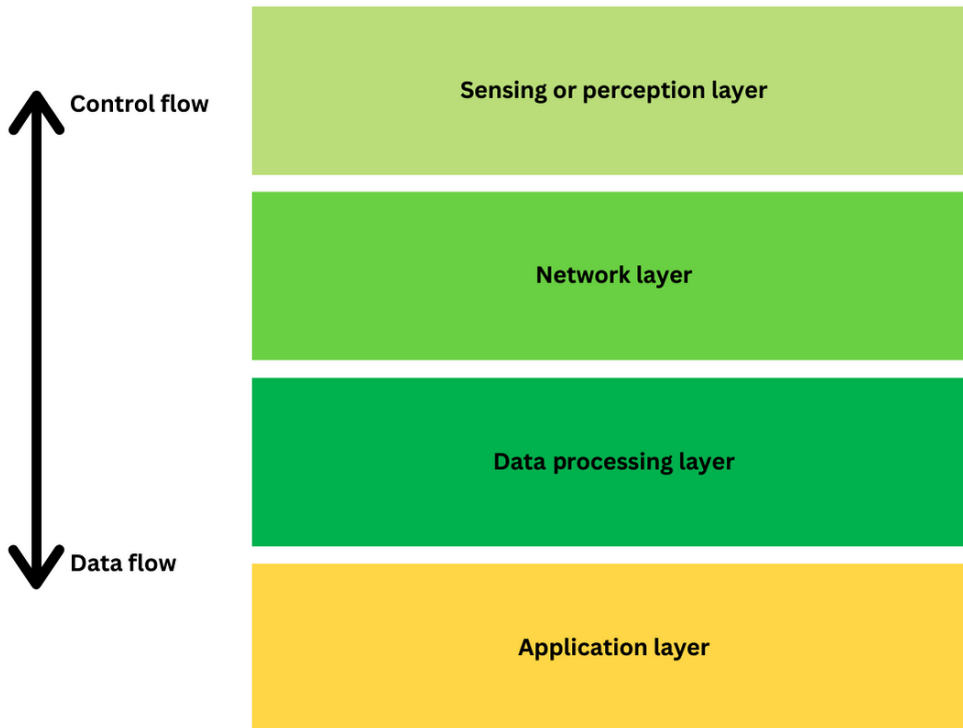 Sensing or perception layer
Control flow
Network layer
Data processing layer
Data flow
Application layer